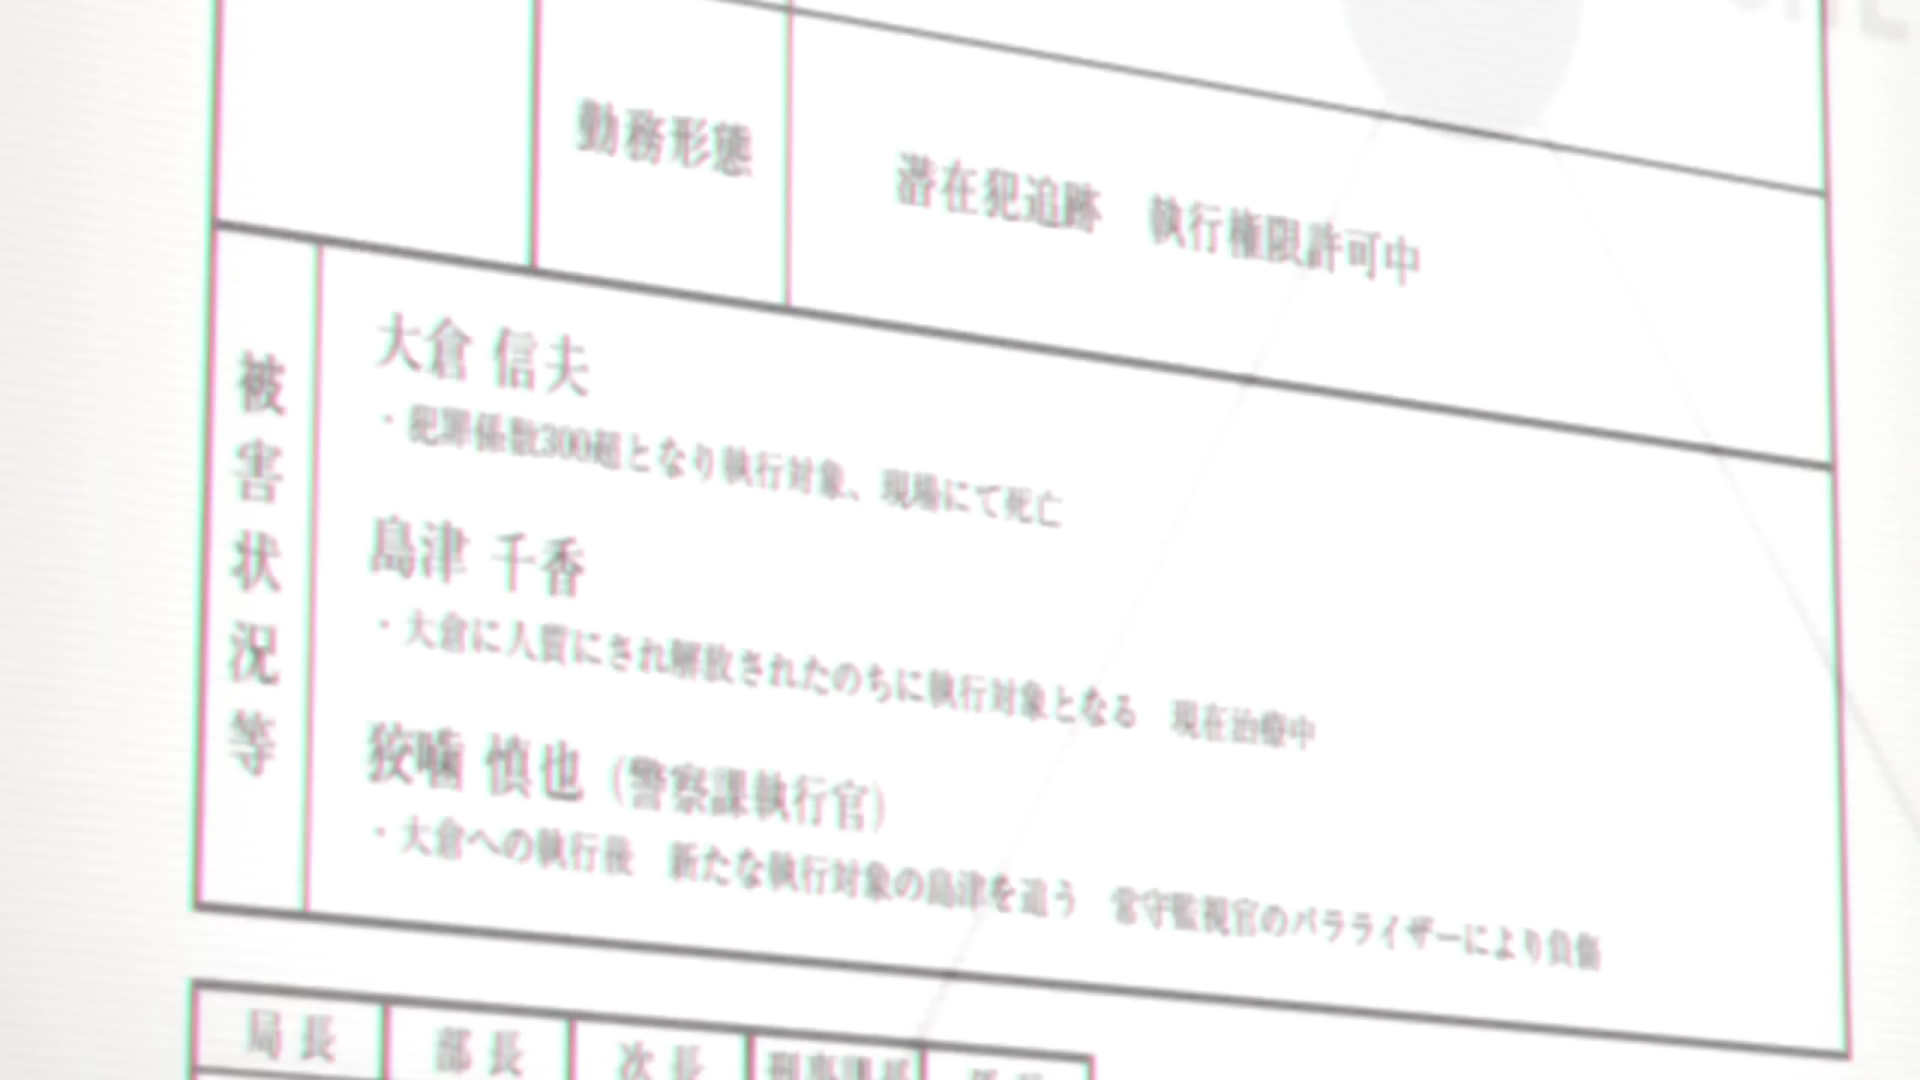 勤務形態
潜在犯追跡　執行権限許可中
被害状況等
大倉 信夫
・犯罪係数300超となり執行対象、現場にて死亡
島津 千香
・大倉に人質にされ解放されたのちに執行対象となる　現在治療中
狡噛 慎也（警察課執行官）
・大倉への執行後　新たな執行対象の島津を追う　常守監視官のパラライザーにより負傷
局長 部長 次長 刑事課長